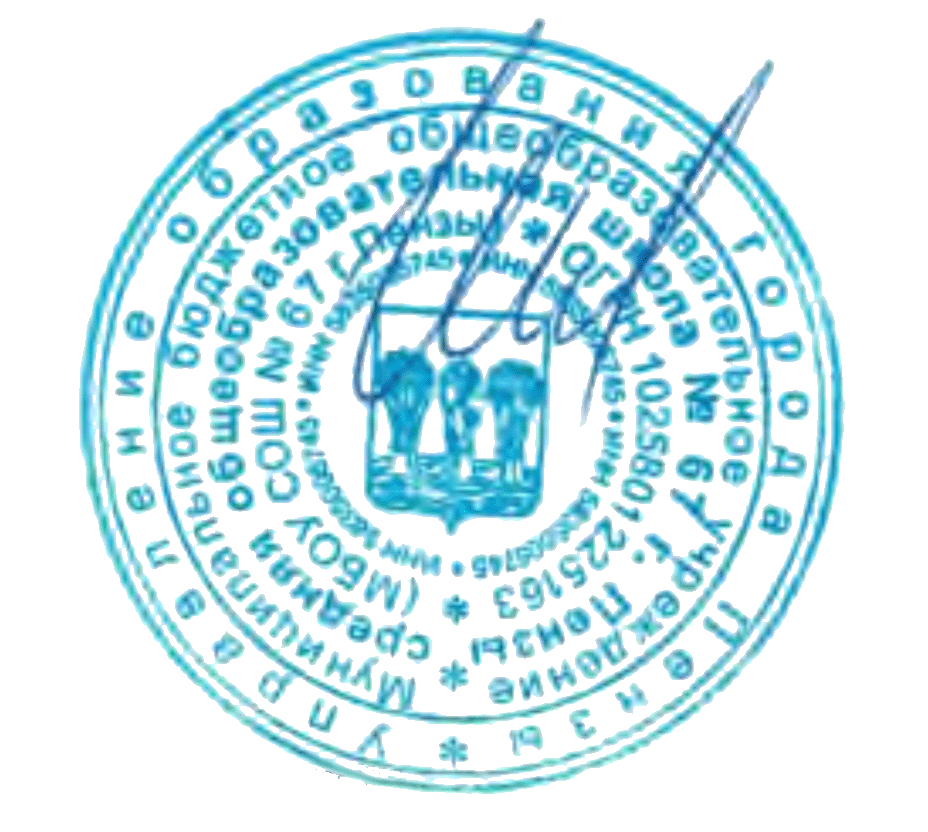 Управление образования города Пензы *
Муниципальное бюджетное общеобразовательное учреждение *
средняя общеобразовательная школа № 67 г. Пензы
* (МБОУ СОШ № 67 г. Пензы) * ОГРН 1025801225163